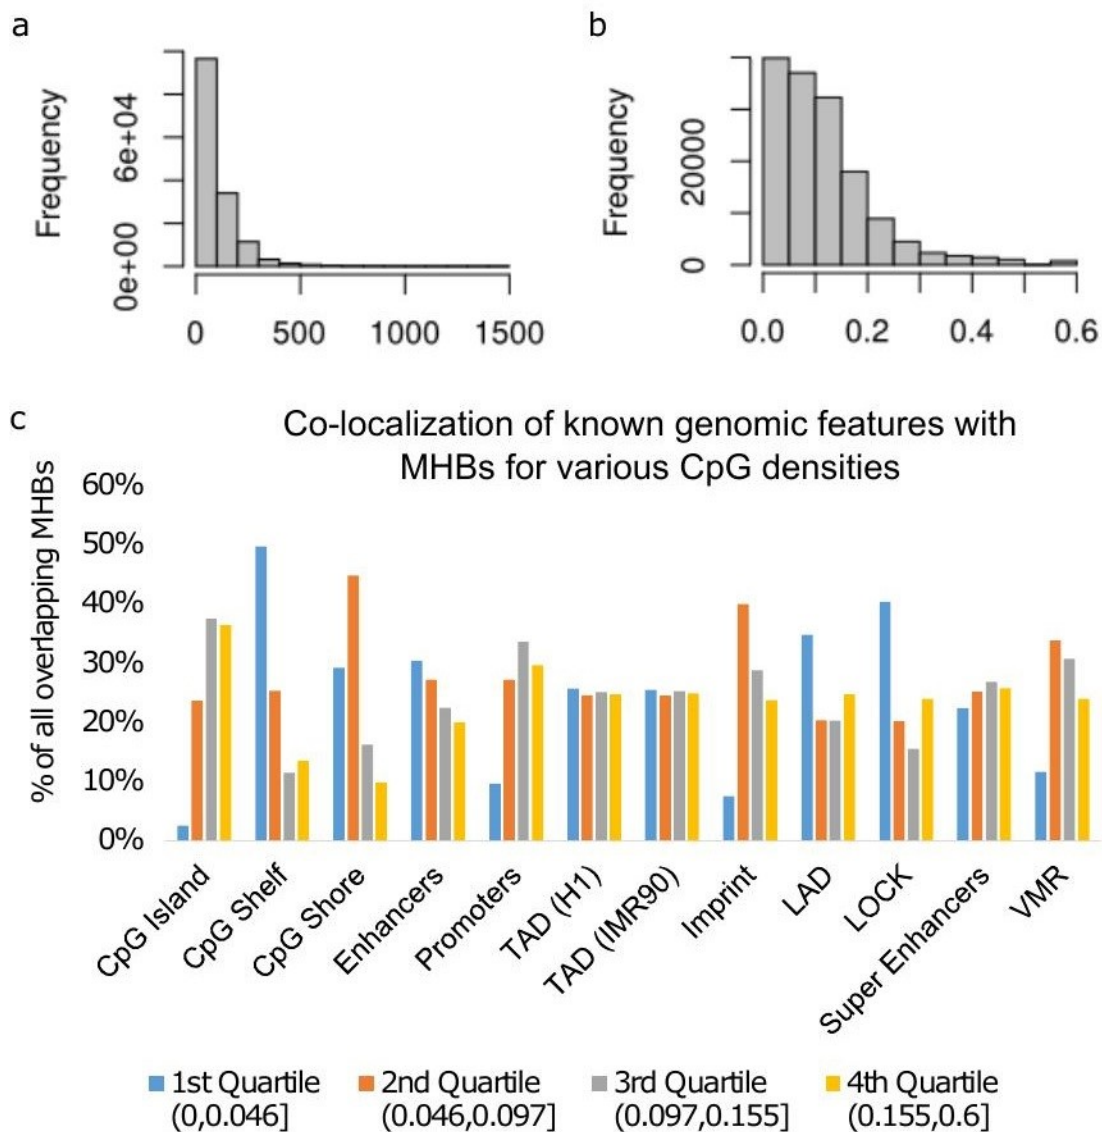 a
b
Frequency
6e+04
0e+00
0
500
1000
1500
Frequency
20000
0
0.0
0.2
0.4
0.6
c
Co-localization of known genomic features with
MHBs for various CpG densities
% of all overlapping MHBs
60%
50%
40%
30%
20%
10%
0%
CpG Island
CpG Shelf
CpG Shore
Enhancers
Promoters
TAD (H1)
TAD (IMR90)
Imprint
LAD
LOCK
Super Enhancers
VMR
1st Quartile
(0,0.046]
2nd Quartile
(0.046,0.097]
3rd Quartile
(0.097,0.155]
4th Quartile
(0.155,0.6]